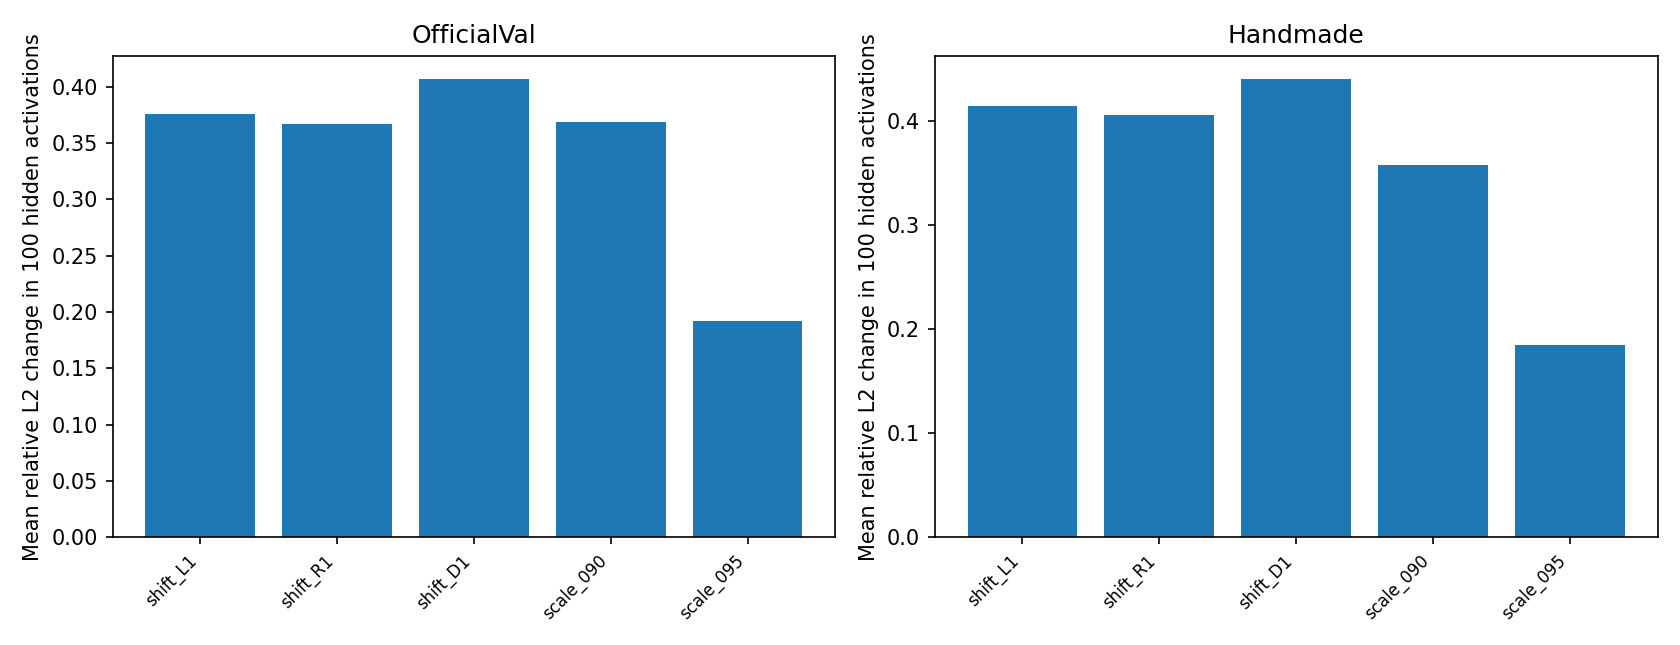 OfficialVal
Mean relative L2 change in 100 hidden activations
0.40
0.35
0.30
0.25
0.20
0.15
0.10
0.05
0.00
shift_L1
shift_R1
shift_D1
scale_090
scale_095
Handmade
Mean relative L2 change in 100 hidden activations
0.4
0.3
0.2
0.1
0.0
shift_L1
shift_R1
shift_D1
scale_090
scale_095